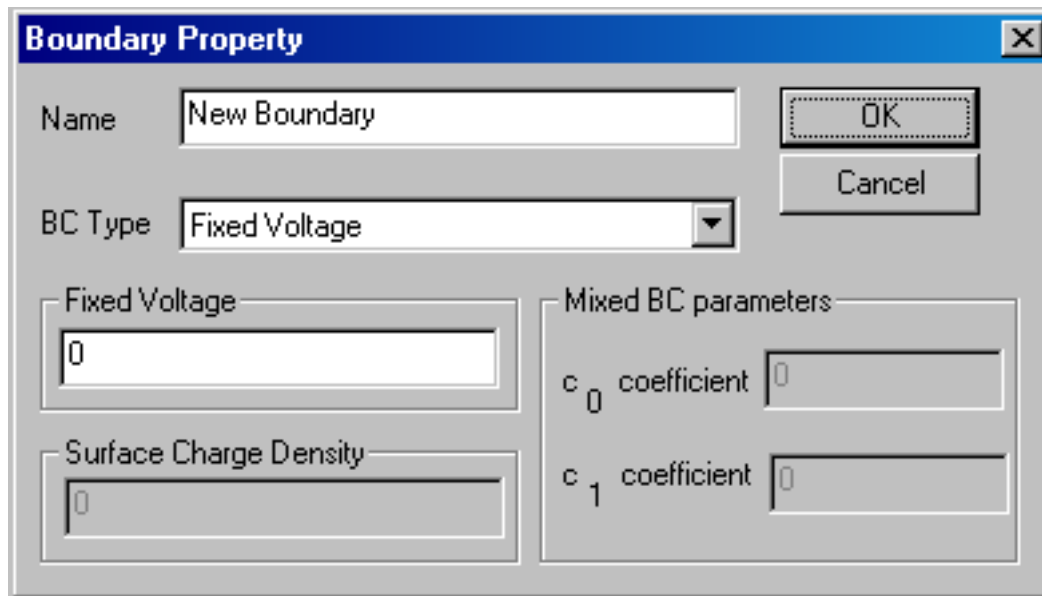 Boundary Property
Name
New Boundary
OK
Cancel
BC Type
Fixed Voltage
Fixed Voltage
0
Surface Charge Density
0
Mixed BC parameters
c 0 coefficient
0
c 1 coefficient
0